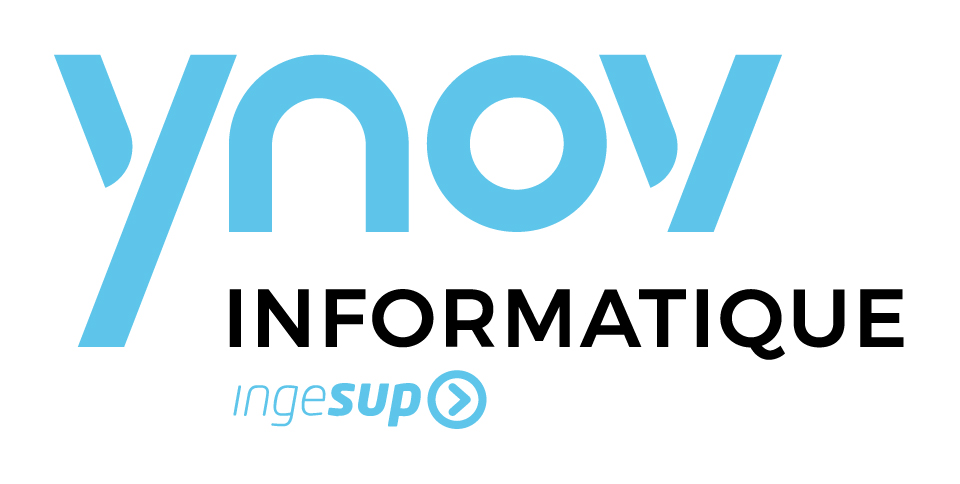 ynov
INFORMATIQUE
ingesup